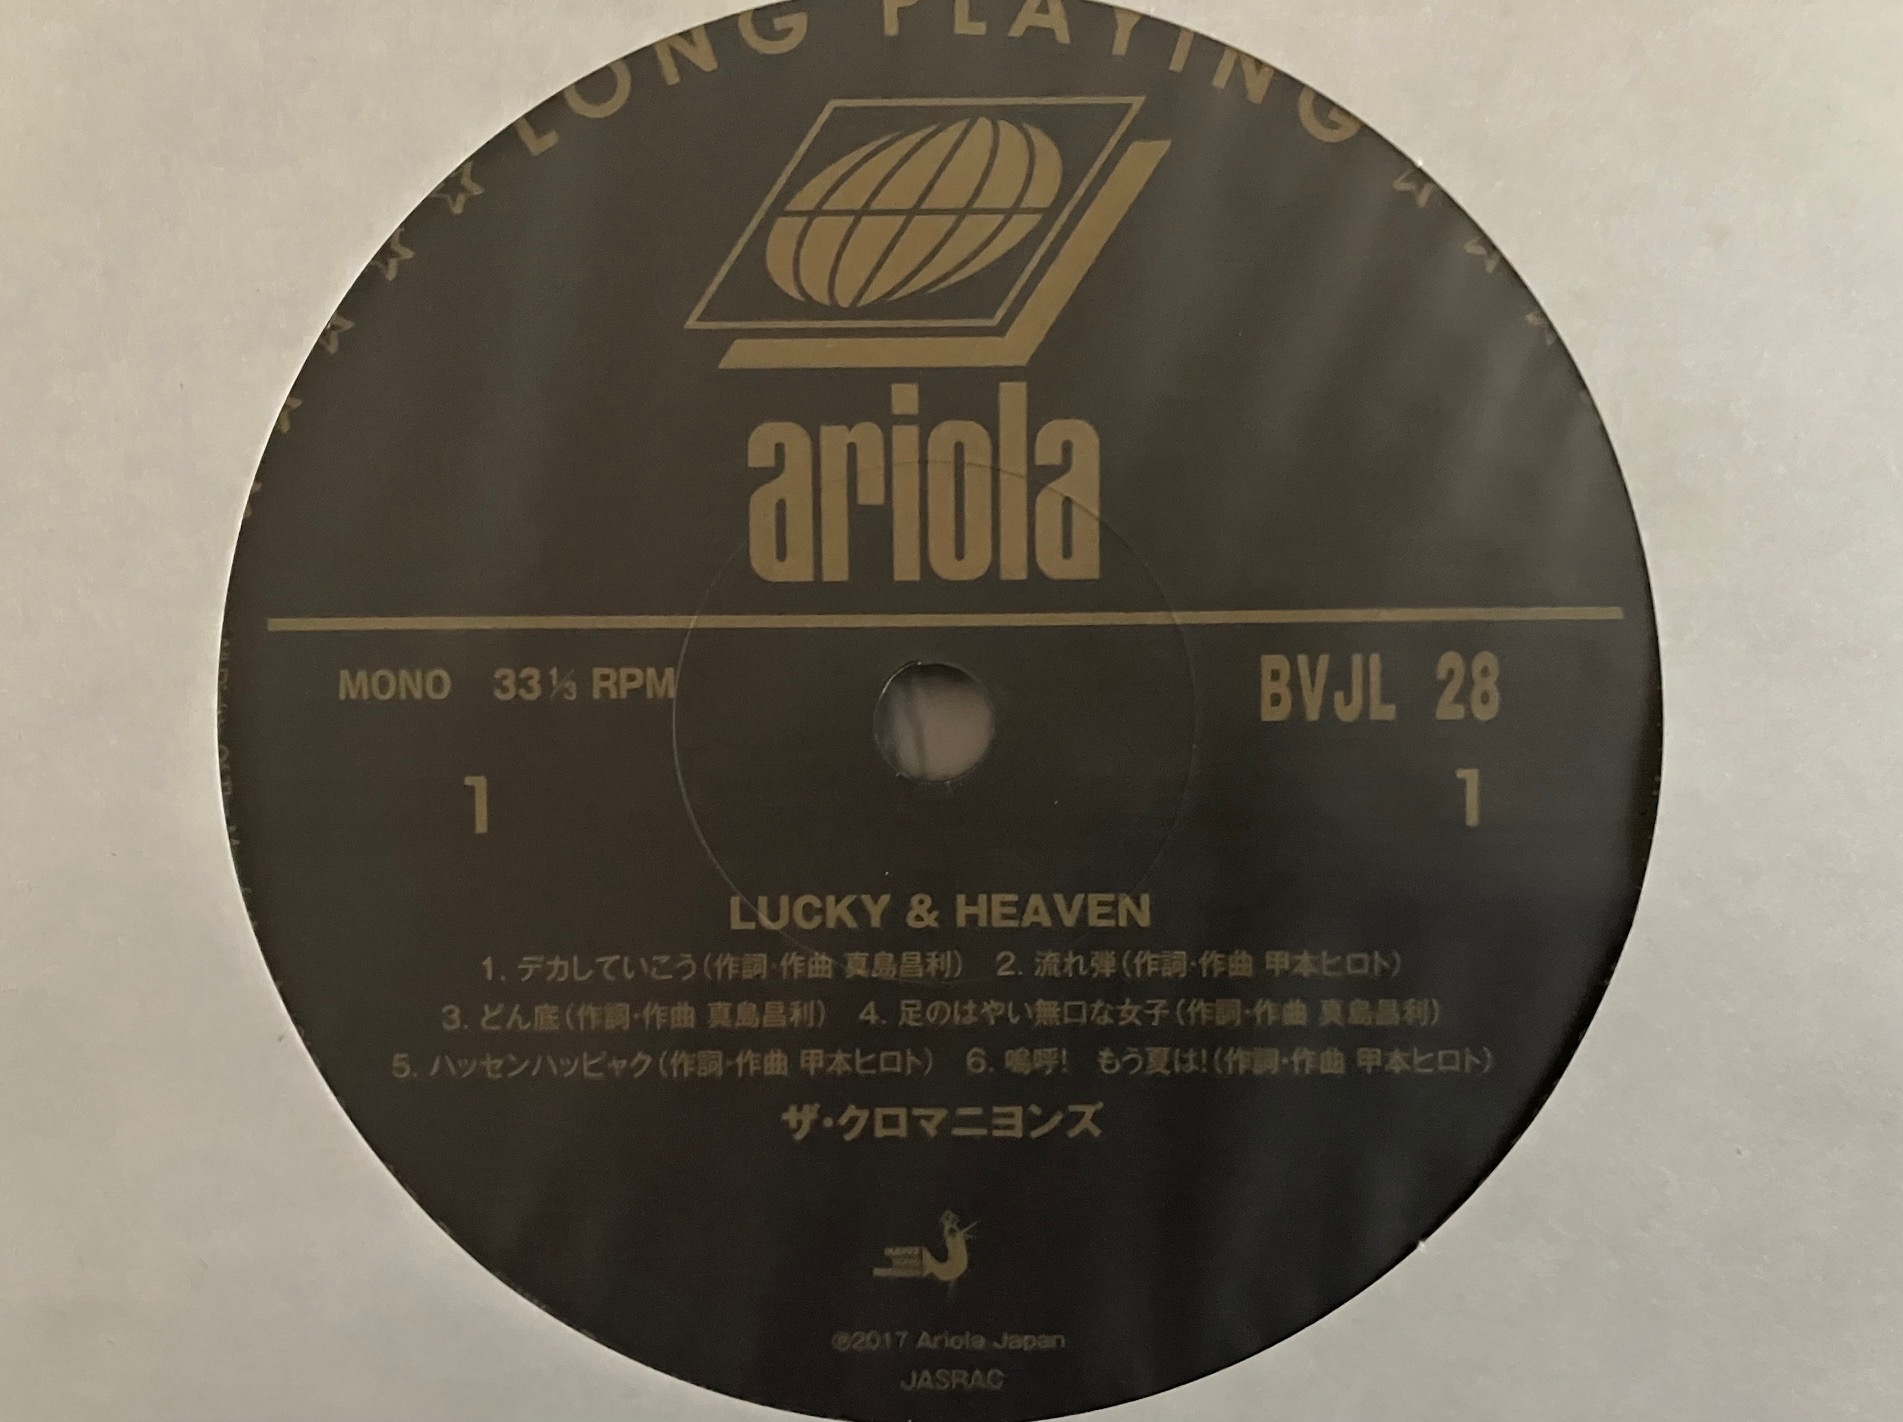 LONG PLAYING
ariola
MONO 33⅓ RPM
BVJL 28
1
1
LUCKY & HEAVEN
1. デカしていこう(作詞·作曲 真島昌利) 2. 流れ弾(作詞·作曲 甲本ヒロト)
3. どん底(作詞·作曲 真島昌利) 4. 足のはやい無口な女子(作詞·作曲 真島昌利)
5. ハッセンハッピャク(作詞·作曲 甲本ヒロト) 6. 嗚呼! もう夏は!(作詞·作曲 甲本ヒロト)
ザ·クロマニヨンズ
℗2017 Ariola Japan
JASRAC